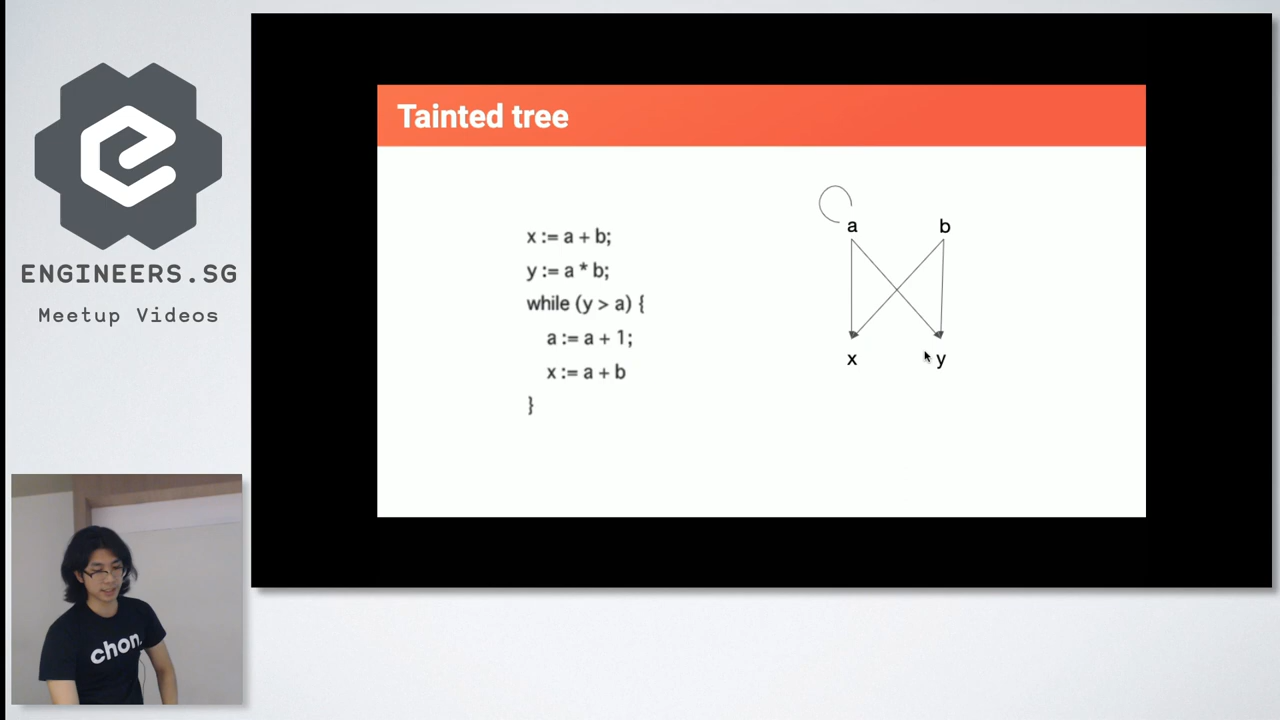 ENGINEERS.SG
Meetup Videos
Tainted tree
x := a + b;
y := a * b;
while (y > a) {
a := a + 1;
x := a + b
}
a b
x y
chon.